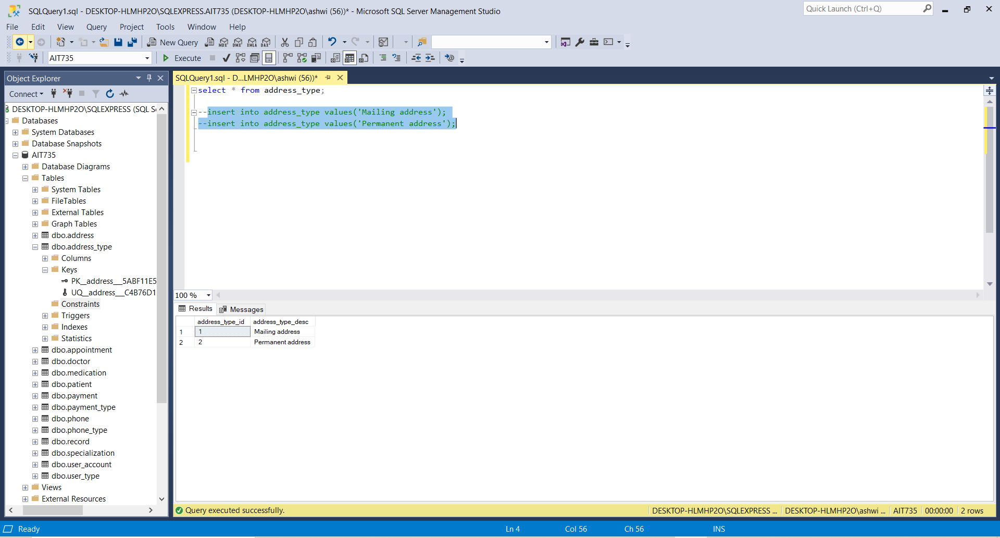 SQLQuery1.sql - DESKTOP-HLMHP2O\SQLEXPRESS.AIT735 (DESKTOP-HLMHP2O\ashwi (56))* - Microsoft SQL Server Management Studio
Quick Launch (Ctrl+Q)
File Edit View Query Project Tools Window Help
New Query MDX DMX XMLA DAX
AIT735 Execute
Object Explorer
SQLQuery1.sql - D...LMHP2O\ashwi (56))*
Connect
DESKTOP-HLMHP2O\SQLEXPRESS (SQL S
Databases
System Databases
Database Snapshots
AIT735
Database Diagrams
Tables
System Tables
FileTables
External Tables
Graph Tables
dbo.address
dbo.address_type
Columns
Keys
PK__address___5ABF11E5
UQ__address___C4B76D1
Constraints
Triggers
Indexes
Statistics
dbo.appointment
dbo.doctor
dbo.medication
dbo.patient
dbo.payment
dbo.payment_type
dbo.phone
dbo.phone_type
dbo.record
dbo.specialization
dbo.user_account
dbo.user_type
Views
External Resources
select * from address_type;
--insert into address_type values('Mailing address');
--insert into address_type values('Permanent address');
100 %
Results Messages
address_type_id address_type_desc
1 1 Mailing address
2 2 Permanent address
Query executed successfully.
DESKTOP-HLMHP2O\SQLEXPRESS ... DESKTOP-HLMHP2O\ashwi ... AIT735 00:00:00 2 rows
Ready Ln 4 Col 56 Ch 56 INS